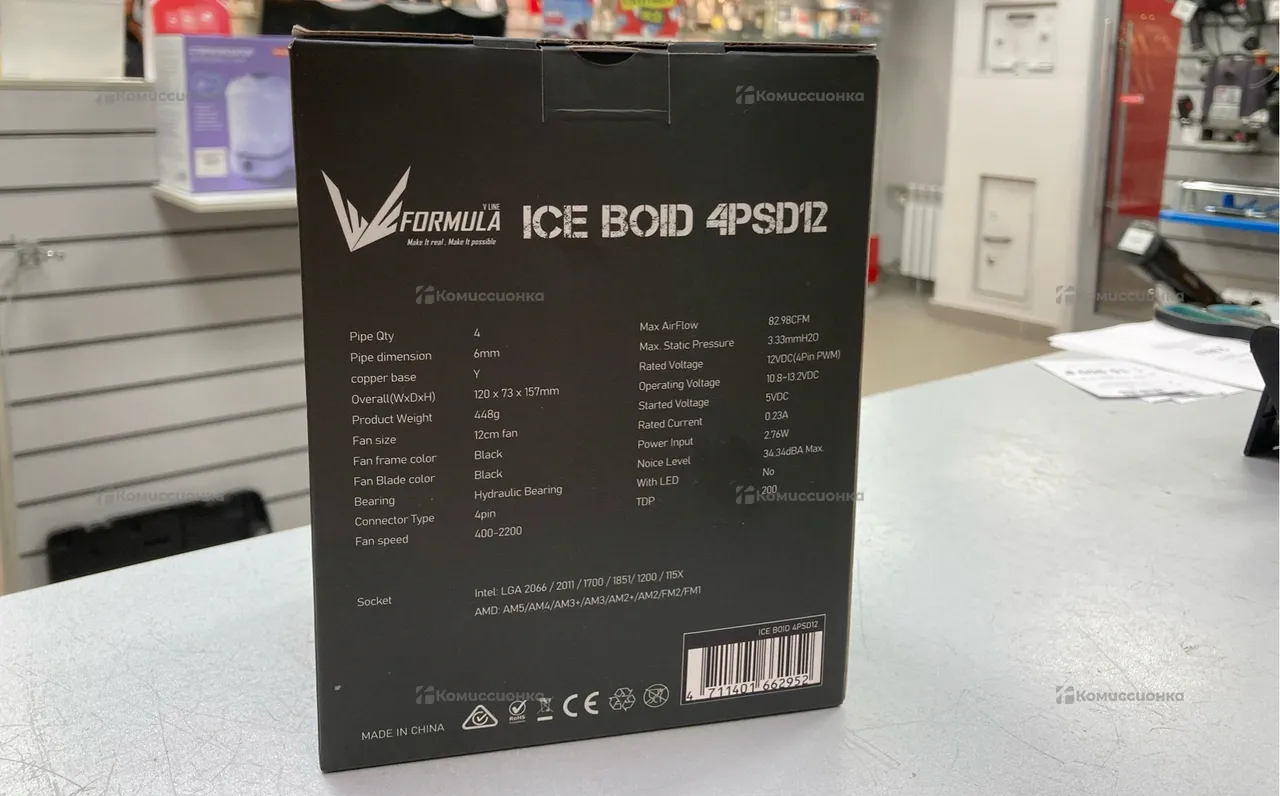 Комиссионка
V LINE
FORMULA
Make It real , Make It possible
ICE BOID 4PSD12
Комиссионка
Pipe Qty 4
Pipe dimension 6mm
copper base Y
Overall(WxDxH) 120 x 73 x 157mm
Product Weight 448g
Fan size 12cm fan
Fan frame color Black
Fan Blade color Black
Bearing Hydraulic Bearing
Connector Type 4pin
Fan speed 400-2200
Max AirFlow 82.98CFM
Max. Static Pressure 3.33mmH2O
Rated Voltage 12VDC(4Pin PWM)
Operating Voltage 10.8-13.2VDC
Started Voltage 5VDC
Rated Current 0.23A
Power Input 2.76W
Noice Level 34.34dBA Max.
With LED No
TDP 200
Комиссионка
Socket
Intel: LGA 2066 / 2011 / 1700 / 1851/ 1200 / 115X
AMD: AM5/AM4/AM3+/AM3/AM2+/AM2/FM2/FM1
ICE BOID 4PSD12
4 711401 662952
Комиссионка
Комиссионка
MADE IN CHINA
RoHS
CE